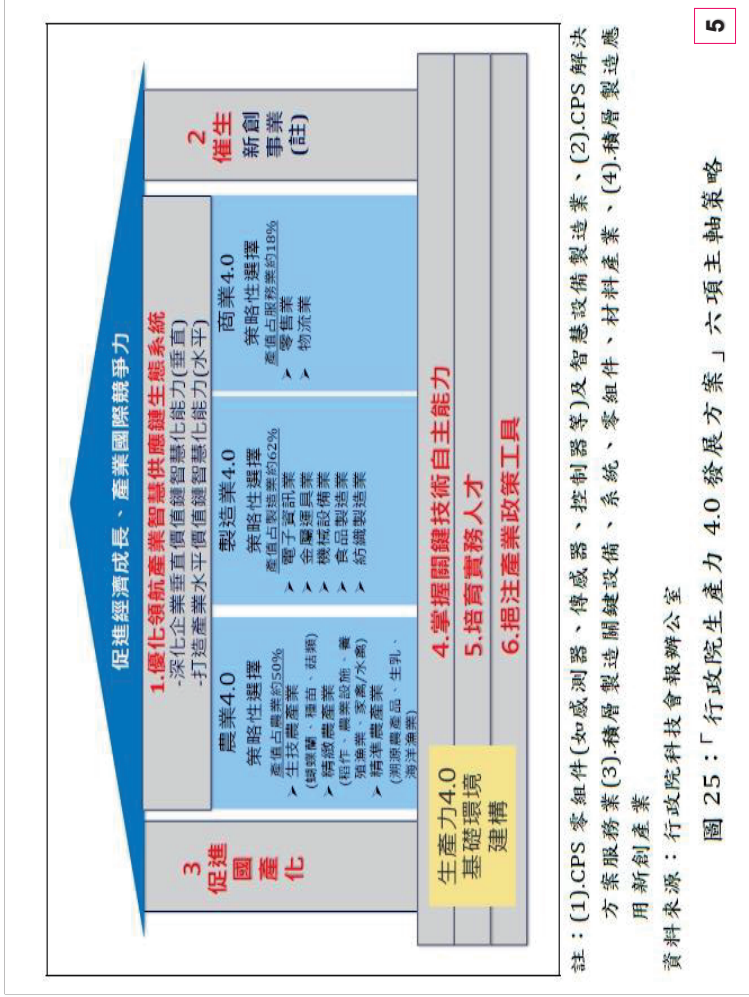 促進經濟成長、產業國際競爭力
1.優化領航產業智慧供應鏈生態系統
-深化企業垂直價值鏈智慧化能力(垂直)
-打造產業水平價值鏈智慧化能力(水平)
3
促進
國產化
農業4.0
策略性選擇
產值占農業約50%
➤ 生技農產業
(蝴蝶蘭、種苗、菇類)
➤ 精緻農產業
(稻作、農業設施、養
殖漁業、家禽/水禽)
➤ 精準農產業
(溯源農產品、生乳、
海洋漁業)
製造業4.0
策略性選擇
產值占製造業約62%
➤ 電子資訊業
➤ 金屬運具業
➤ 機械設備業
➤ 食品製造業
➤ 紡織製造業
商業4.0
策略性選擇
產值占服務業約18%
➤ 零售業
➤ 物流業
2
催生
新創
事業
(註)
生產力4.0
基礎環境
建構
4.掌握關鍵技術自主能力
5.培育實務人才
6.挹注產業政策工具
註：(1).CPS 零組件(如感測器、傳感器、控制器等)及智慧設備製造業、(2).CPS 解決
方案服務業(3).積層製造關鍵設備、系統、零組件、材料產業、(4).積層製造應
用新創產業
資料來源：行政院科技會報辦公室
圖 25：「行政院生產力 4.0 發展方案」六項主軸策略
5